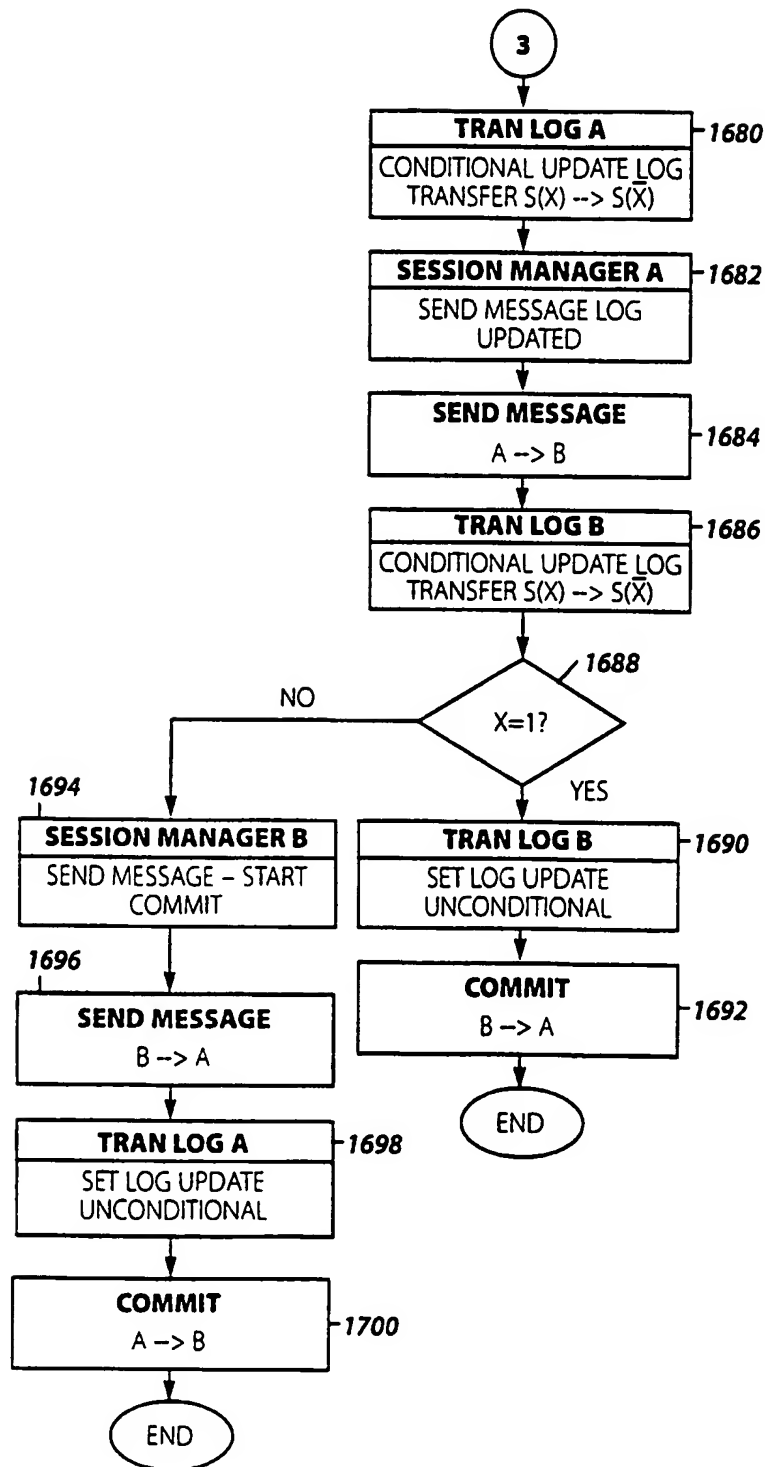 3
TRAN LOG A
1680
CONDITIONAL UPDATE LOG
TRANSFER S(X) --> S(X̅)
SESSION MANAGER A
1682
SEND MESSAGE LOG
UPDATED
SEND MESSAGE
1684
A --> B
TRAN LOG B
1686
CONDITIONAL UPDATE LOG
TRANSFER S(X) --> S(X̅)
1688
X=1?
NO
YES
1694
SESSION MANAGER B
SEND MESSAGE – START
COMMIT
TRAN LOG B
1690
SET LOG UPDATE
UNCONDITIONAL
1696
SEND MESSAGE
B --> A
COMMIT
1692
B --> A
END
TRAN LOG A
1698
SET LOG UPDATE
UNCONDITIONAL
COMMIT
1700
A --> B
END